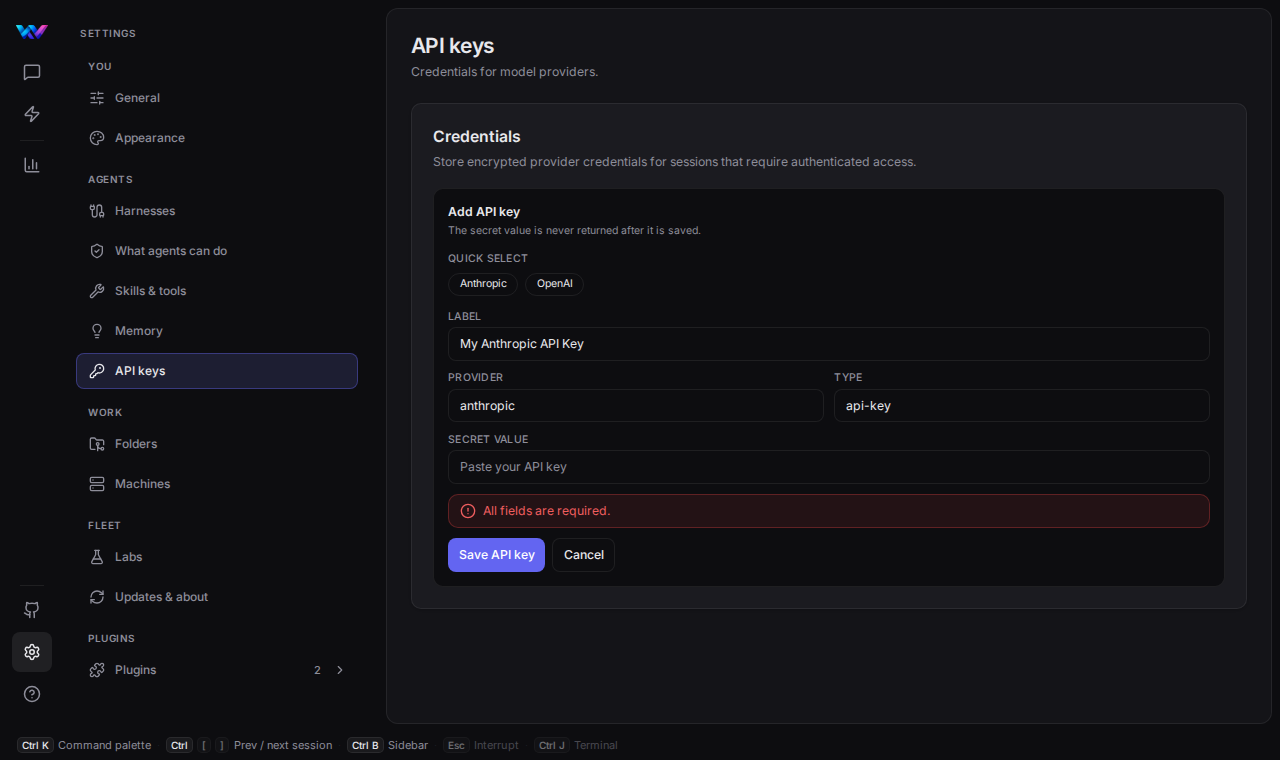 SETTINGS
YOU
General
Appearance
AGENTS
Harnesses
What agents can do
Skills & tools
Memory
API keys
WORK
Folders
Machines
FLEET
Labs
Updates & about
PLUGINS
Plugins 2
API keys
Credentials for model providers.
Credentials
Store encrypted provider credentials for sessions that require authenticated access.
Add API key
The secret value is never returned after it is saved.
QUICK SELECT
Anthropic OpenAI
LABEL
My Anthropic API Key
PROVIDER TYPE
anthropic api-key
SECRET VALUE
Paste your API key
All fields are required.
Save API key Cancel
Ctrl K Command palette Ctrl [ ] Prev / next session Ctrl B Sidebar Esc Interrupt Ctrl J Terminal